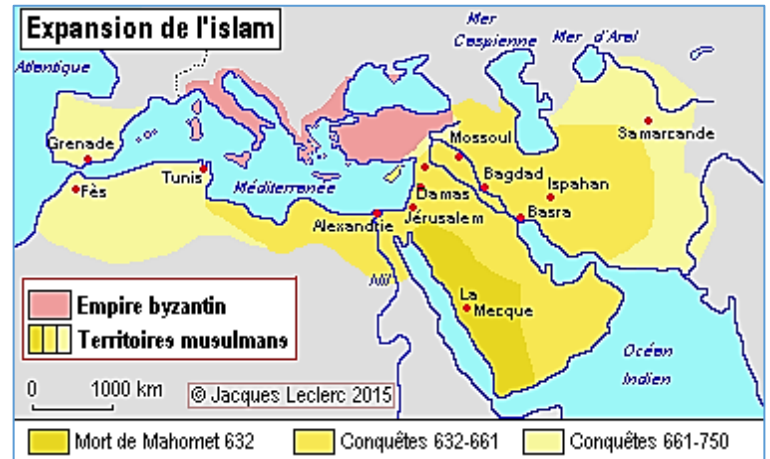 Expansion de l'islam
Mer
Caspienne
Mer d'Aral
Atlantique
Grenade
Fès
Tunis
Méditerranée
Alexandrie
Nil
Mossoul
Damas
Jérusalem
Bagdad
Ispahan
Basra
Samarcande
La
Mecque
Océan
Indien
Empire byzantin
Territoires musulmans
0 1000 km
© Jacques Leclerc 2015
Mort de Mahomet 632 Conquêtes 632-661 Conquêtes 661-750